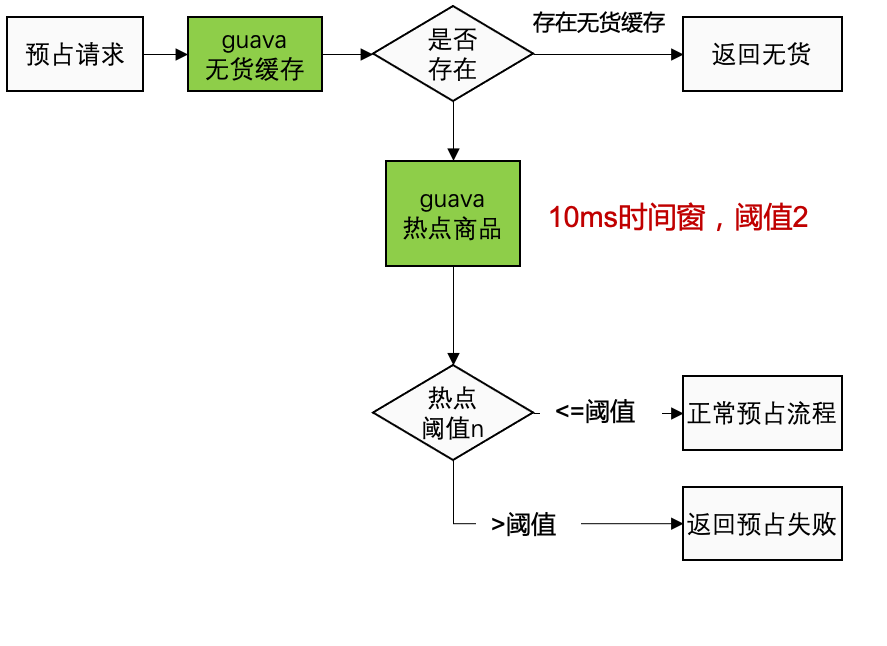 预占请求
guava
无货缓存
是否
存在
存在无货缓存
返回无货
guava
热点商品
10ms时间窗，阈值2
热点
阈值n
<=阈值
正常预占流程
>阈值
返回预占失败